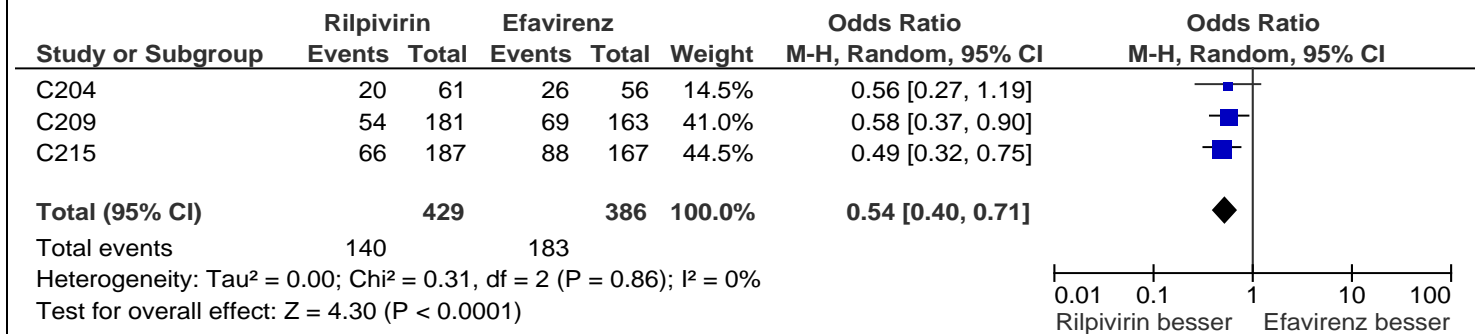 Rilpivirin Efavirenz Odds Ratio Odds Ratio
Study or Subgroup Events Total Events Total Weight M-H, Random, 95% CI M-H, Random, 95% CI
C204 20 61 26 56 14.5% 0.56 [0.27, 1.19]
C209 54 181 69 163 41.0% 0.58 [0.37, 0.90]
C215 66 187 88 167 44.5% 0.49 [0.32, 0.75]
Total (95% CI) 429 386 100.0% 0.54 [0.40, 0.71]
Total events 140 183
Heterogeneity: Tau² = 0.00; Chi² = 0.31, df = 2 (P = 0.86); I² = 0%
Test for overall effect: Z = 4.30 (P < 0.0001)
0.01 0.1 1 10 100
Rilpivirin besser Efavirenz besser